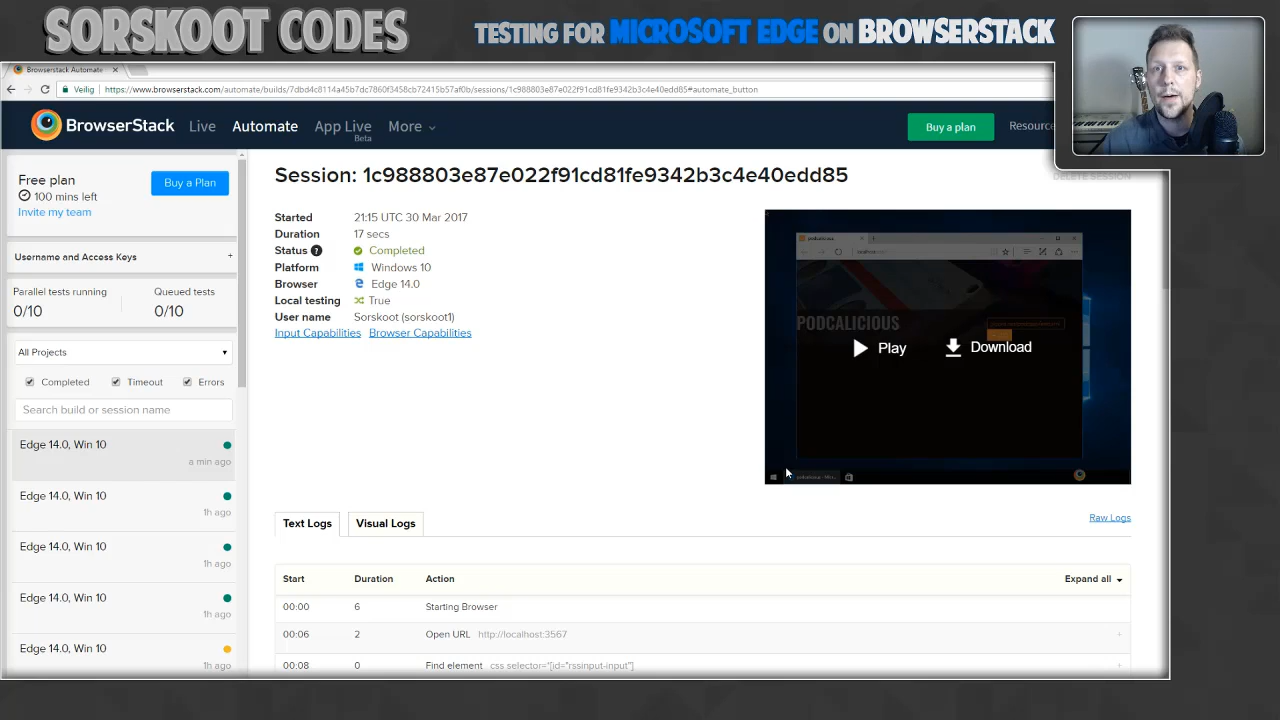 SORSKOOT CODES
TESTING FOR MICROSOFT EDGE ON BROWSERSTACK
Browserstack Automate
Veilig
https://www.browserstack.com/automate/builds/7dbd4c8114a45b7dc7860f3458cb72415b57af0b/sessions/1c988803e87e022f91cd81fe9342b3c4e40edd85#automate_button
BrowserStack
Live
Automate
App Live
Beta
More
Buy a plan
Resource
Free plan
100 mins left
Invite my team
Buy a Plan
Username and Access Keys +
Parallel tests running
0/10
Queued tests
0/10
All Projects
Completed
Timeout
Errors
Search build or session name
Edge 14.0, Win 10
a min ago
Edge 14.0, Win 10
1h ago
Edge 14.0, Win 10
1h ago
Edge 14.0, Win 10
1h ago
Edge 14.0, Win 10
1h ago
Session: 1c988803e87e022f91cd81fe9342b3c4e40edd85
DELETE SESSION
Started 21:15 UTC 30 Mar 2017
Duration 17 secs
Status ? Completed
Platform Windows 10
Browser Edge 14.0
Local testing True
User name Sorskoot (sorskoot1)
Input Capabilities Browser Capabilities
podcalicious
PODCALICIOUS
Play
Download
Text Logs
Visual Logs
Raw Logs
Start Duration Action Expand all
00:00 6 Starting Browser
00:06 2 Open URL http://localhost:3567 +
00:08 0 Find element css selector="[id="rssinput-input"] +